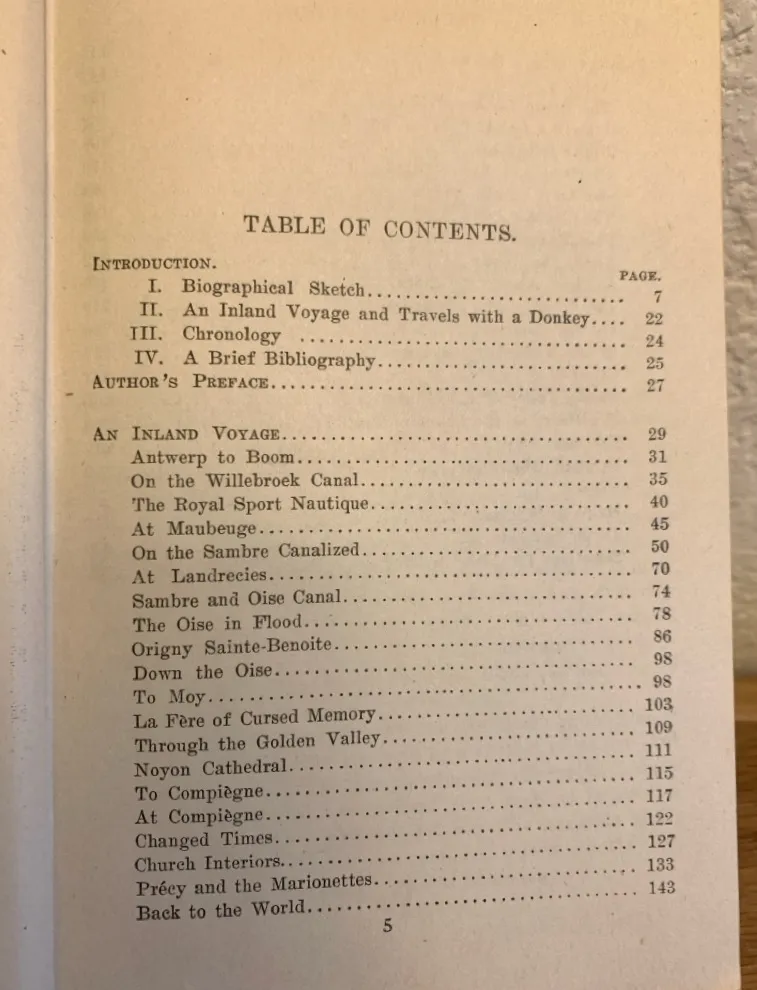 TABLE OF CONTENTS.
INTRODUCTION.
PAGE.
I. Biographical Sketch........................... 7
II. An Inland Voyage and Travels with a Donkey.... 22
III. Chronology ................................. 24
IV. A Brief Bibliography.......................... 25
AUTHOR'S PREFACE.................................... 27
AN INLAND VOYAGE.................................... 29
Antwerp to Boom.................................. 31
On the Willebroek Canal........................... 35
The Royal Sport Nautique.......................... 40
At Maubeuge...................................... 45
On the Sambre Canalized........................... 50
At Landrecies..................................... 70
Sambre and Oise Canal............................. 74
The Oise in Flood................................. 78
Origny Sainte-Benoite............................. 86
Down the Oise.................................... 98
To Moy........................................... 98
La Fère of Cursed Memory.......................... 103
Through the Golden Valley......................... 109
Noyon Cathedral................................... 111
To Compiègne..................................... 115
At Compiègne..................................... 117
Changed Times.................................... 122
Church Interiors.................................. 127
Précy and the Marionettes......................... 133
Back to the World................................. 143
5